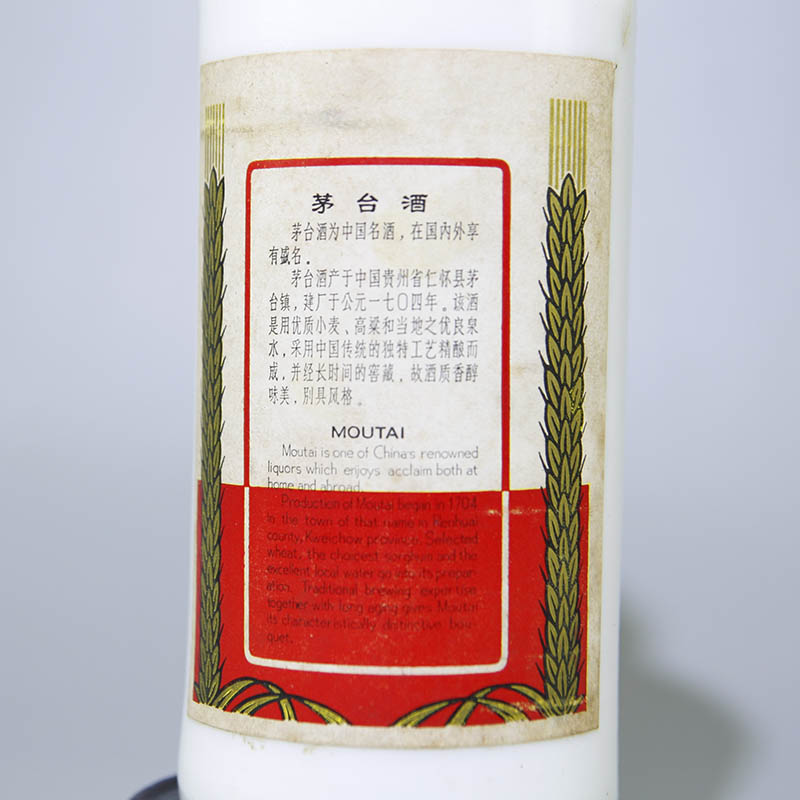 茅台酒
茅台酒为中国名酒，在国内外享
有盛名。
茅台酒产于中国贵州省仁怀县茅
台镇，建厂于公元一七〇四年。该酒
是用优质小麦、高粱和当地之优良泉
水，采用中国传统的独特工艺精酿而
成，并经长时间的窖藏，故酒质香醇
味美，别具风格。
MOUTAI
Moutai is one of China's renowned
liquors which enjoys acclaim both at
home and abroad.
Production of Moutai began in 1704
in the town of that name in Renhuai
county, Kweichow province. Selected
wheat, the choicest sorghum and the
excellent local water go into its prepar-
ation. Traditional brewing expertise
together with long aging gives Moutai
its characteristically distinctive bou-
quet.